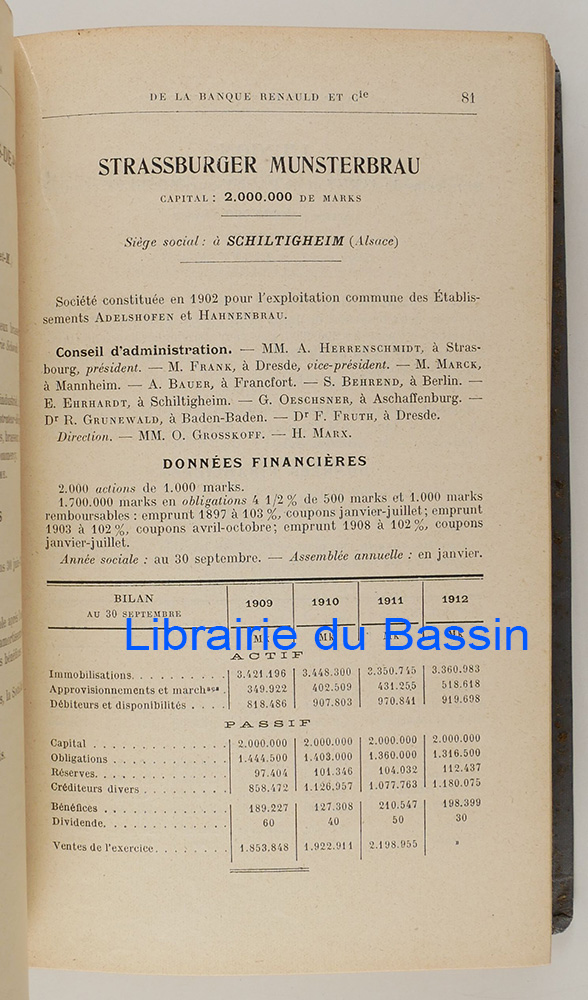 DE LA BANQUE RENAULD ET Cie 81
STRASSBURGER MUNSTERBRAU
CAPITAL : 2.000.000 DE MARKS
Siège social : à SCHILTIGHEIM (Alsace)
Société constituée en 1902 pour l'exploitation commune des Établis-
sements ADELSHOFEN et HAHNENBRAU.
Conseil d'administration. — MM. A. HERRENSCHMIDT, à Stras-
bourg, président. — M. FRANK, à Dresde, vice-président. — M. MARCK,
à Mannheim. — A. BAUER, à Francfort. — S. BEHREND, à Berlin. —
E. EHRHARDT, à Schiltigheim. — G. OESCHSNER, à Aschaffenburg. —
Dr R. GRUNEWALD, à Baden-Baden. — Dr F. FRUTH, à Dresde.
Direction. — MM. O. GROSSKOFF. — H. MARX.
DONNÉES FINANCIÈRES
2.000 actions de 1.000 marks.
1.700.000 marks en obligations 4 1/2 % de 500 marks et 1.000 marks
remboursables : emprunt 1897 à 103 %, coupons janvier-juillet; emprunt
1903 à 102 %, coupons avril-octobre; emprunt 1908 à 102 %, coupons
janvier-juillet.
Année sociale : au 30 septembre. — Assemblée annuelle : en janvier.
BILAN
AU 30 SEPTEMBRE 1909 1910 1911 1912
Librairie du Bassin
Mk Mk Mk Mk
ACTIF
Immobilisations. . . . . . . . . . 3.421.196 3.448.300 3.350.745 3.360.983
Approvisionnements et marchises. 349.922 402.509 431.255 518.618
Débiteurs et disponibilités . . . . 818.486 907.803 970.841 919.698
PASSIF
Capital . . . . . . . . . . . . . . 2.000.000 2.000.000 2.000.000 2.000.000
Obligations . . . . . . . . . . . . 1.444.500 1.403.000 1.360.000 1.316.500
Réserves. . . . . . . . . . . . . . 97.404 101.346 104.032 112.437
Créditeurs divers . . . . . . . . . 858.472 1.126.957 1.077.763 1.180.075
Bénéfices . . . . . . . . . . . . . 189.227 127.308 210.547 198.399
Dividende. . . . . . . . . . . . . 60 40 50 30
Ventes de l'exercice. . . . . . . . 1.853.848 1.922.911 2.198.955 »